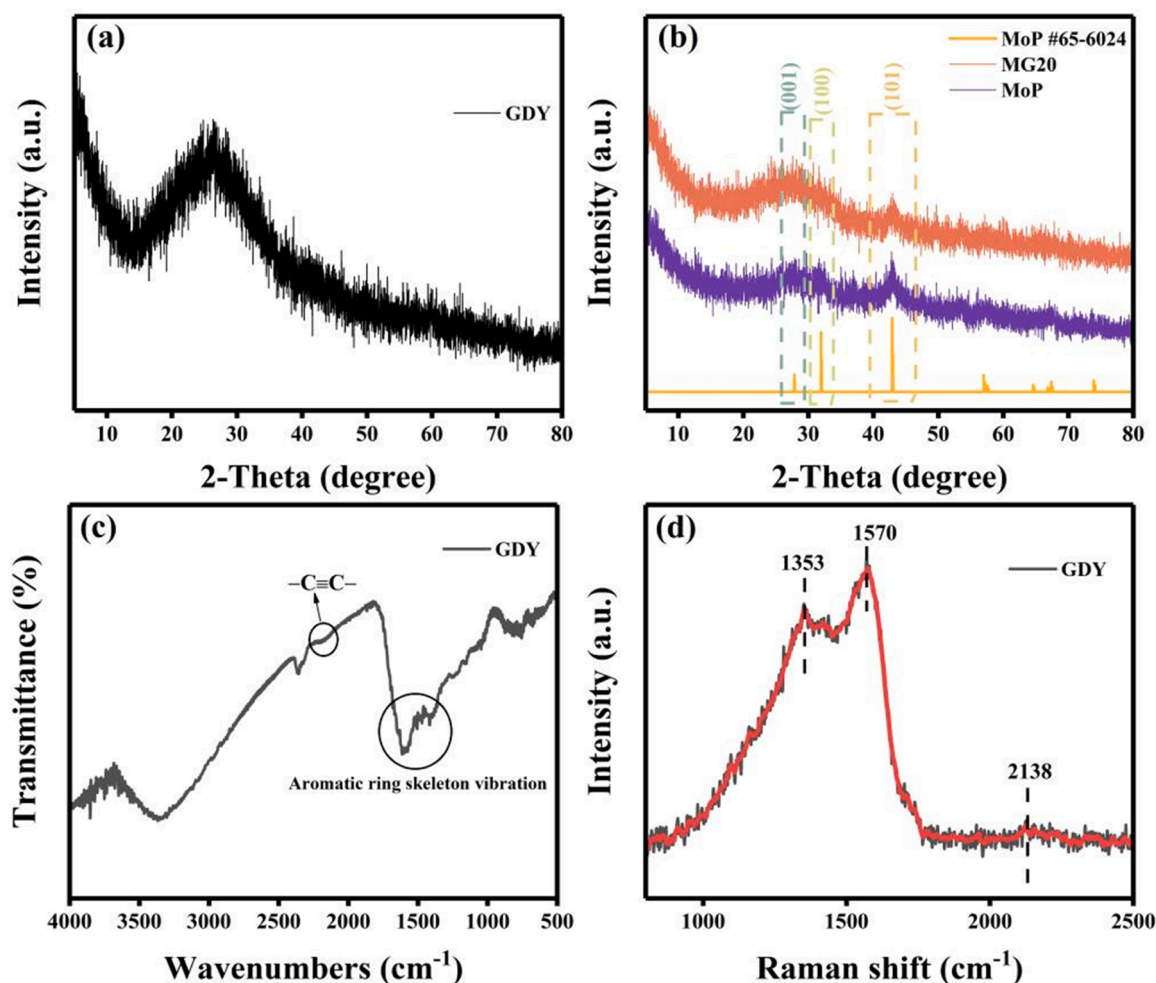 (a)
GDY
Intensity (a.u.)
10 20 30 40 50 60 70 80
2-Theta (degree)
(b)
MoP #65-6024
MG20
MoP
(001)
(100)
(101)
Intensity (a.u.)
10 20 30 40 50 60 70 80
2-Theta (degree)
(c)
GDY
–C≡C–
Aromatic ring skeleton vibration
Transmittance (%)
4000 3500 3000 2500 2000 1500 1000 500
Wavenumbers (cm⁻¹)
(d)
1570
1353
GDY
2138
Intensity (a.u.)
1000 1500 2000 2500
Raman shift (cm⁻¹)